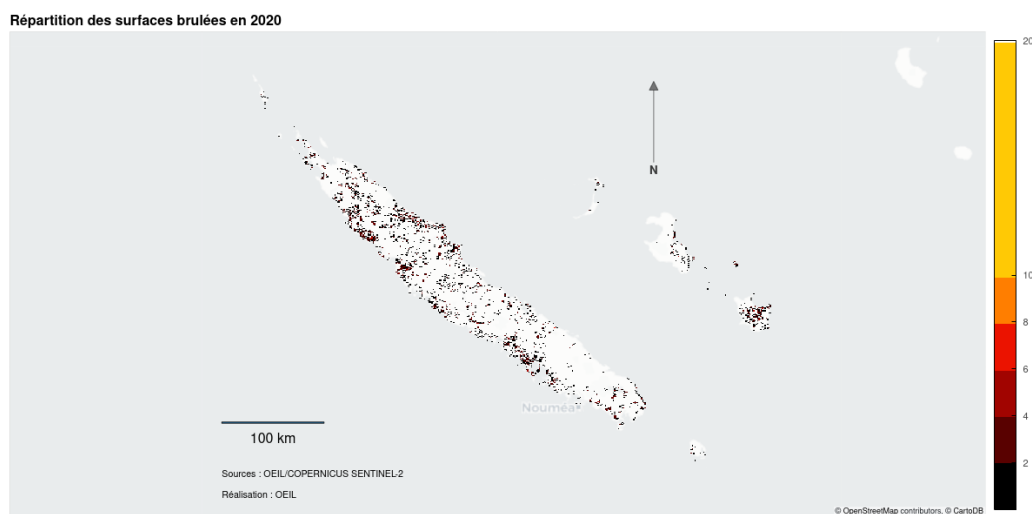 Répartition des surfaces brulées en 2020
20
N
10
8
6
4
2
Nouméa
100 km
Sources : OEIL/COPERNICUS SENTINEL-2
Réalisation : OEIL
© OpenStreetMap contributors, © CartoDB